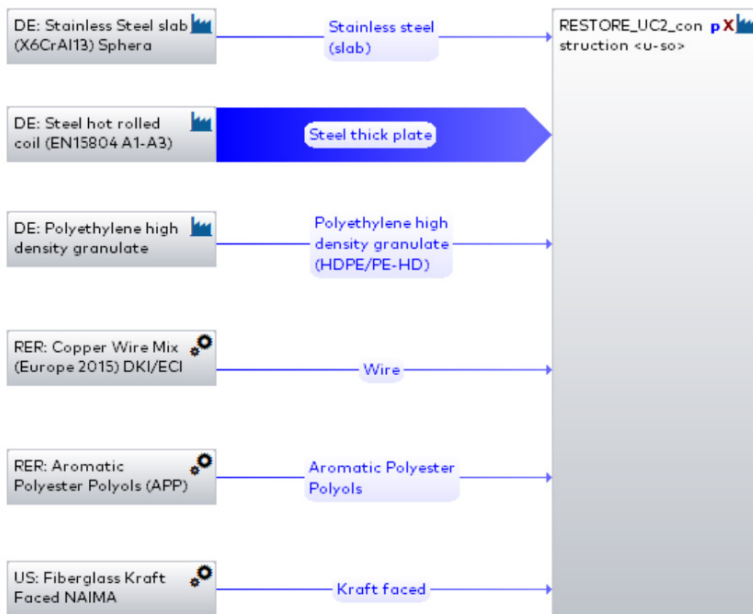 DE: Stainless Steel slab
(X6CrAl13) Sphera
Stainless steel
(slab)
RESTORE_UC2_con
struction <u-so>
p X
DE: Steel hot rolled
coil (EN15804 A1-A3)
Steel thick plate
DE: Polyethylene high
density granulate
Polyethylene high
density granulate
(HDPE/PE-HD)
RER: Copper Wire Mix
(Europe 2015) DKI/ECI
Wire
RER: Aromatic
Polyester Polyols (APP)
Aromatic Polyester
Polyols
US: Fiberglass Kraft
Faced NAIMA
Kraft faced